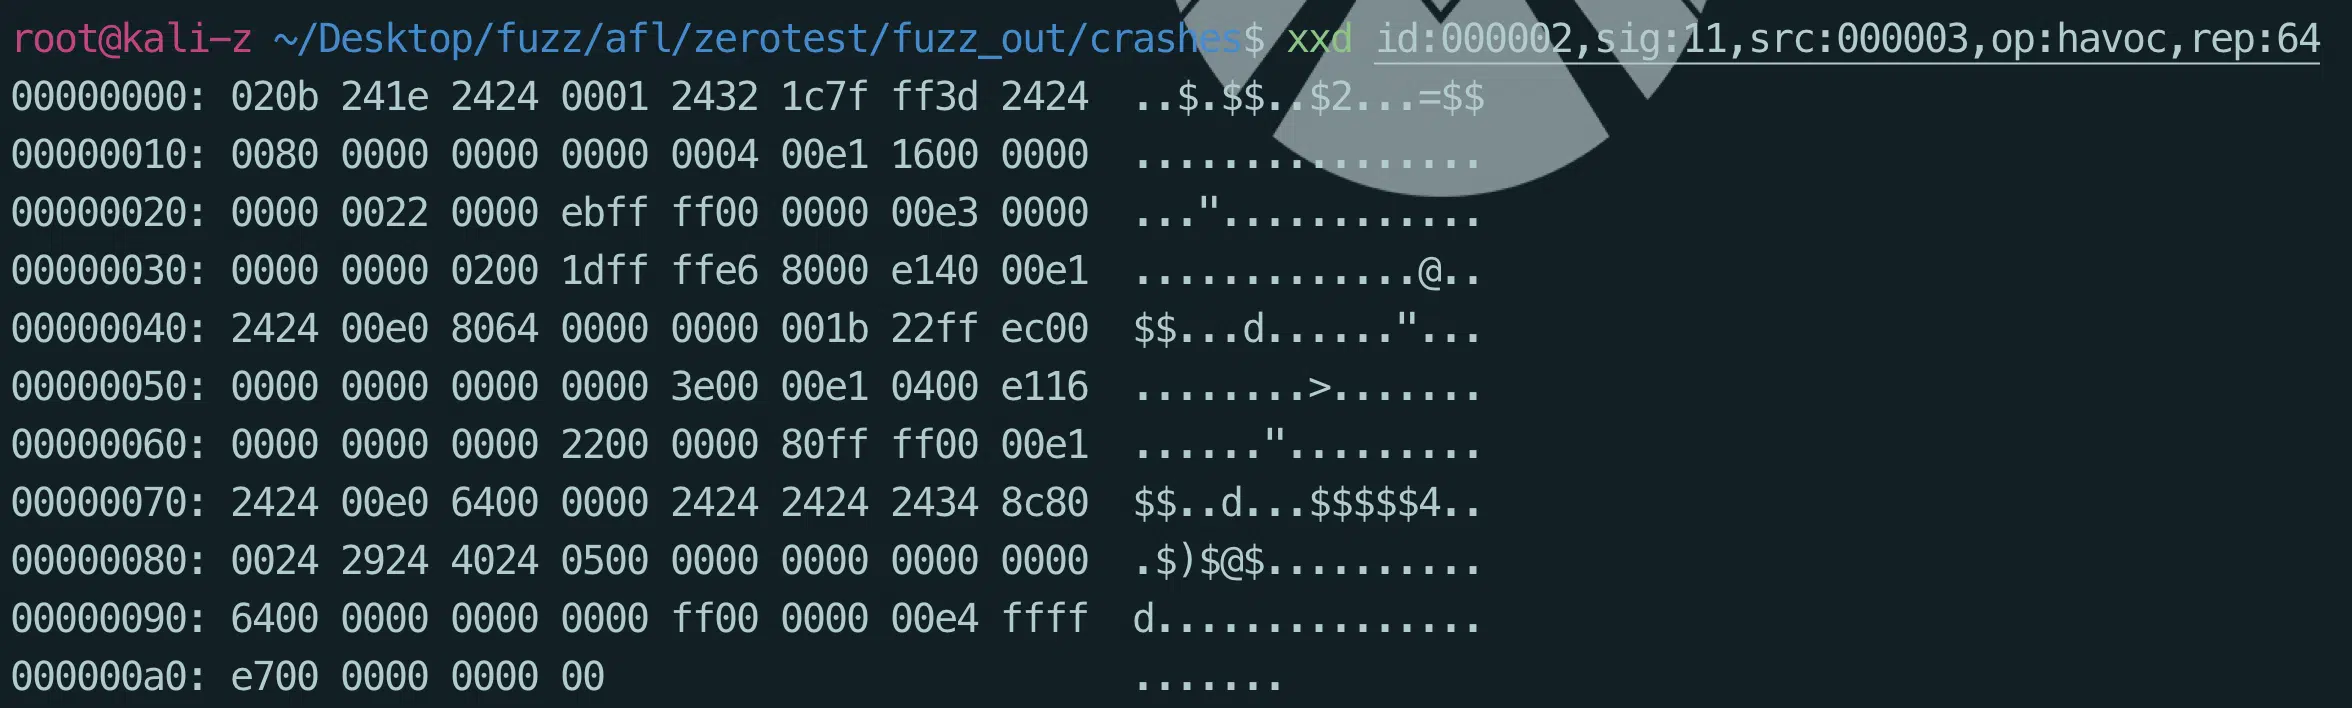 root@kali-z ~/Desktop/fuzz/afl/zerotest/fuzz_out/crashes$ xxd id:000002,sig:11,src:000003,op:havoc,rep:64
00000000: 020b 241e 2424 0001 2432 1c7f ff3d 2424  ..$.$$..$2...=$$
00000010: 0080 0000 0000 0000 0004 00e1 1600 0000  ................
00000020: 0000 0022 0000 ebff ff00 0000 00e3 0000  ..."............
00000030: 0000 0000 0200 1dff ffe6 8000 e140 00e1  .............@..
00000040: 2424 00e0 8064 0000 0000 001b 22ff ec00  $$...d......"...
00000050: 0000 0000 0000 0000 3e00 00e1 0400 e116  ........>.......
00000060: 0000 0000 0000 2200 0000 80ff ff00 00e1  ......".........
00000070: 2424 00e0 6400 0000 2424 2424 2434 8c80  $$..d...$$$$$4..
00000080: 0024 2924 4024 0500 0000 0000 0000 0000  .$)$@$..........
00000090: 6400 0000 0000 0000 ff00 0000 00e4 ffff  d...............
000000a0: e700 0000 0000 00                        .......